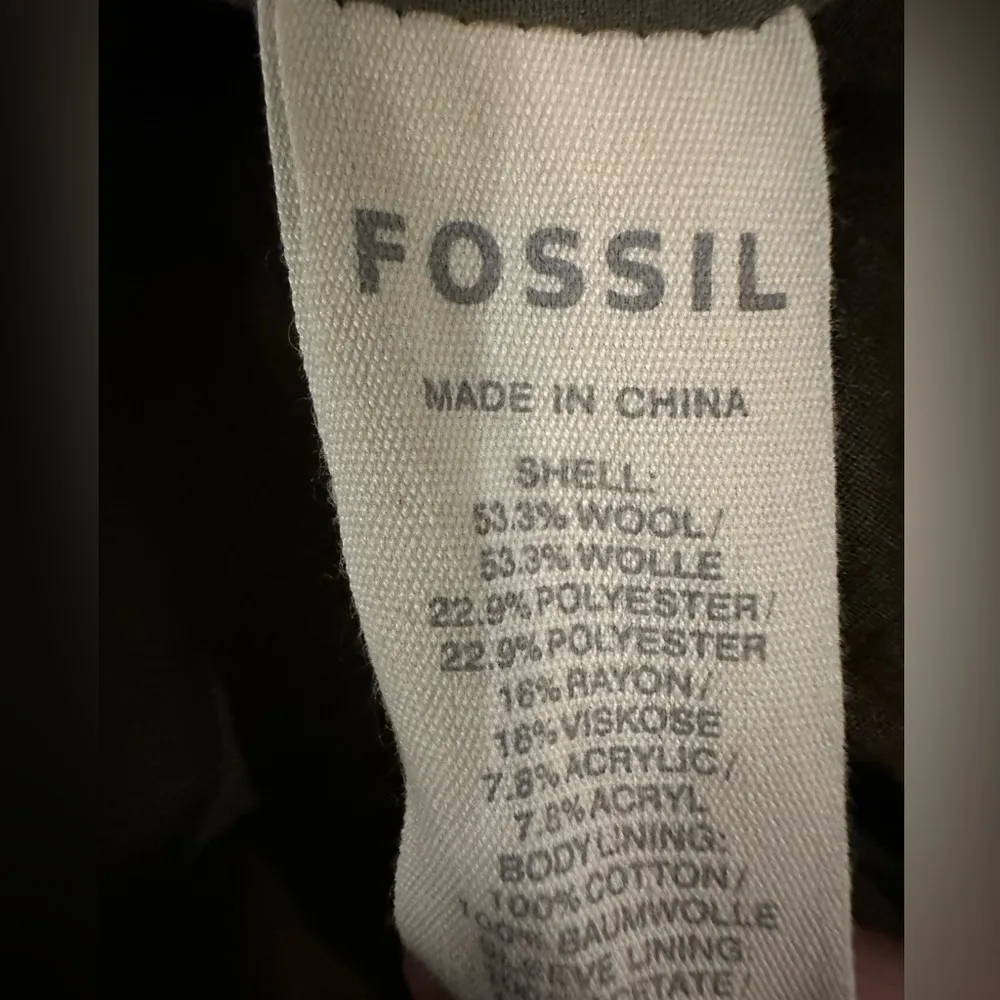 FOSSIL
MADE IN CHINA
SHELL:
53.3% WOOL/
53.3% WOLLE
22.9% POLYESTER/
22.9% POLYESTER
16% RAYON/
16% VISKOSE
7.8% ACRYLIC/
7.8% ACRYL
BODY LINING:
100% COTTON/
100% BAUMWOLLE
LINING